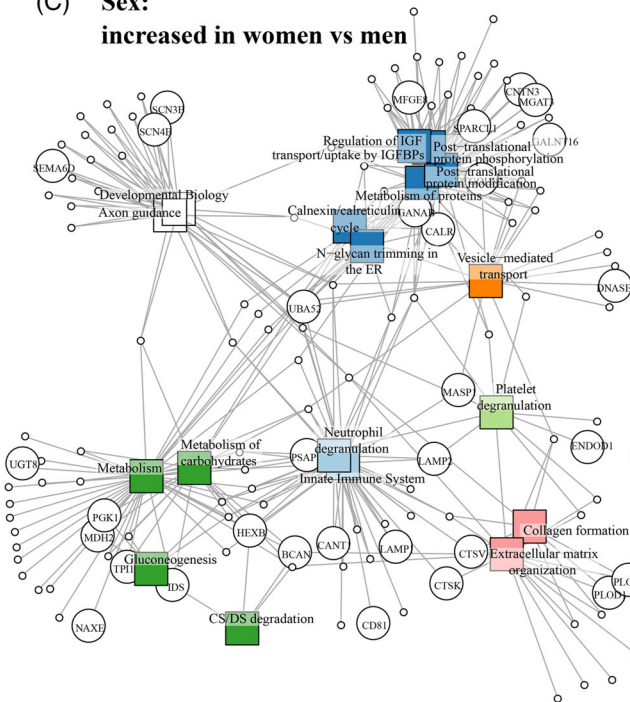 (C) Sex:
increased in women vs men
SCN3B
SCN4B
SEMA6D
Developmental Biology
Axon guidance
MFGE8
CNTN3
MGAT3
SPARCL1
GALNT16
Regulation of IGF
transport/uptake by IGFBPs
Post-translational
protein phosphorylation
Post-translational
protein modification
Metabolism of proteins
GANAB
CALR
Calnexin/calreticulin
cycle
N-glycan trimming in
the ER
Vesicle-mediated
transport
UBA52
MASP1
Platelet
degranulation
ENDOD1
Neutrophil
degranulation
Innate Immune System
PSAP
LAMP2
Metabolism of
carbohydrates
Metabolism
UGT8
PGK1
MDH2
TPI1
Gluconeogenesis
IDS
NAXE
CS/DS degradation
HEXB
BCAN
CANT1
LAMP1
CD81
CTSV
CTSK
Collagen formation
Extracellular matrix
organization
PLOD1